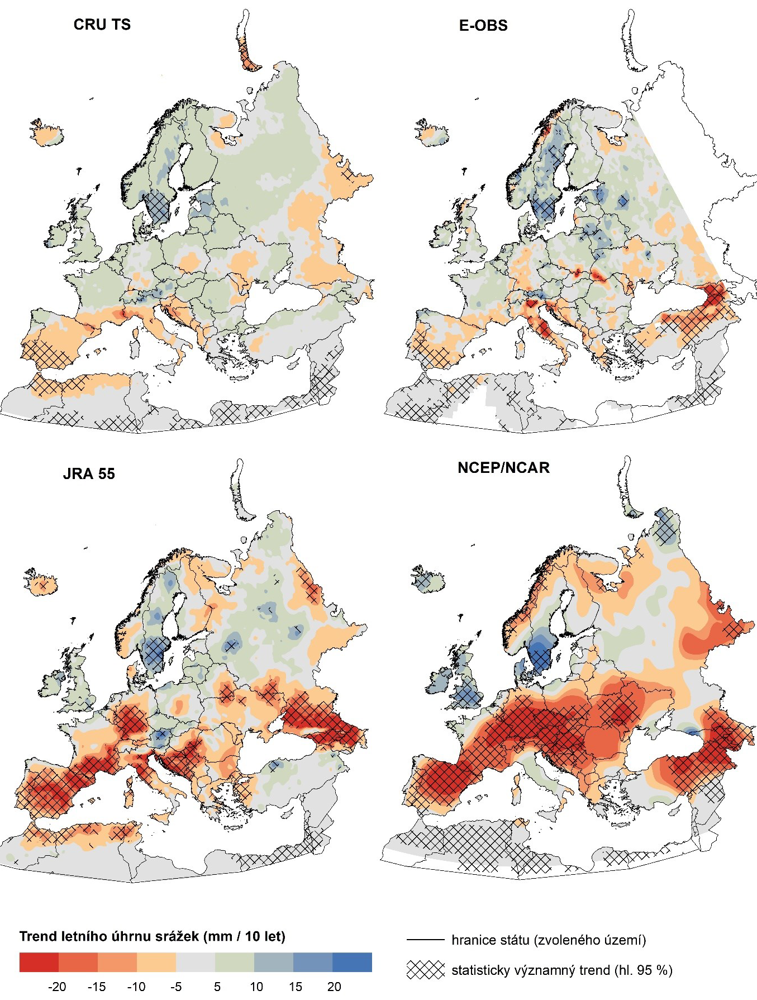 CRU TS
E-OBS
JRA 55
NCEP/NCAR
Trend letního úhrnu srážek (mm / 10 let)
-20 -15 -10 -5 5 10 15 20
hranice státu (zvoleného území)
statisticky významný trend (hl. 95 %)